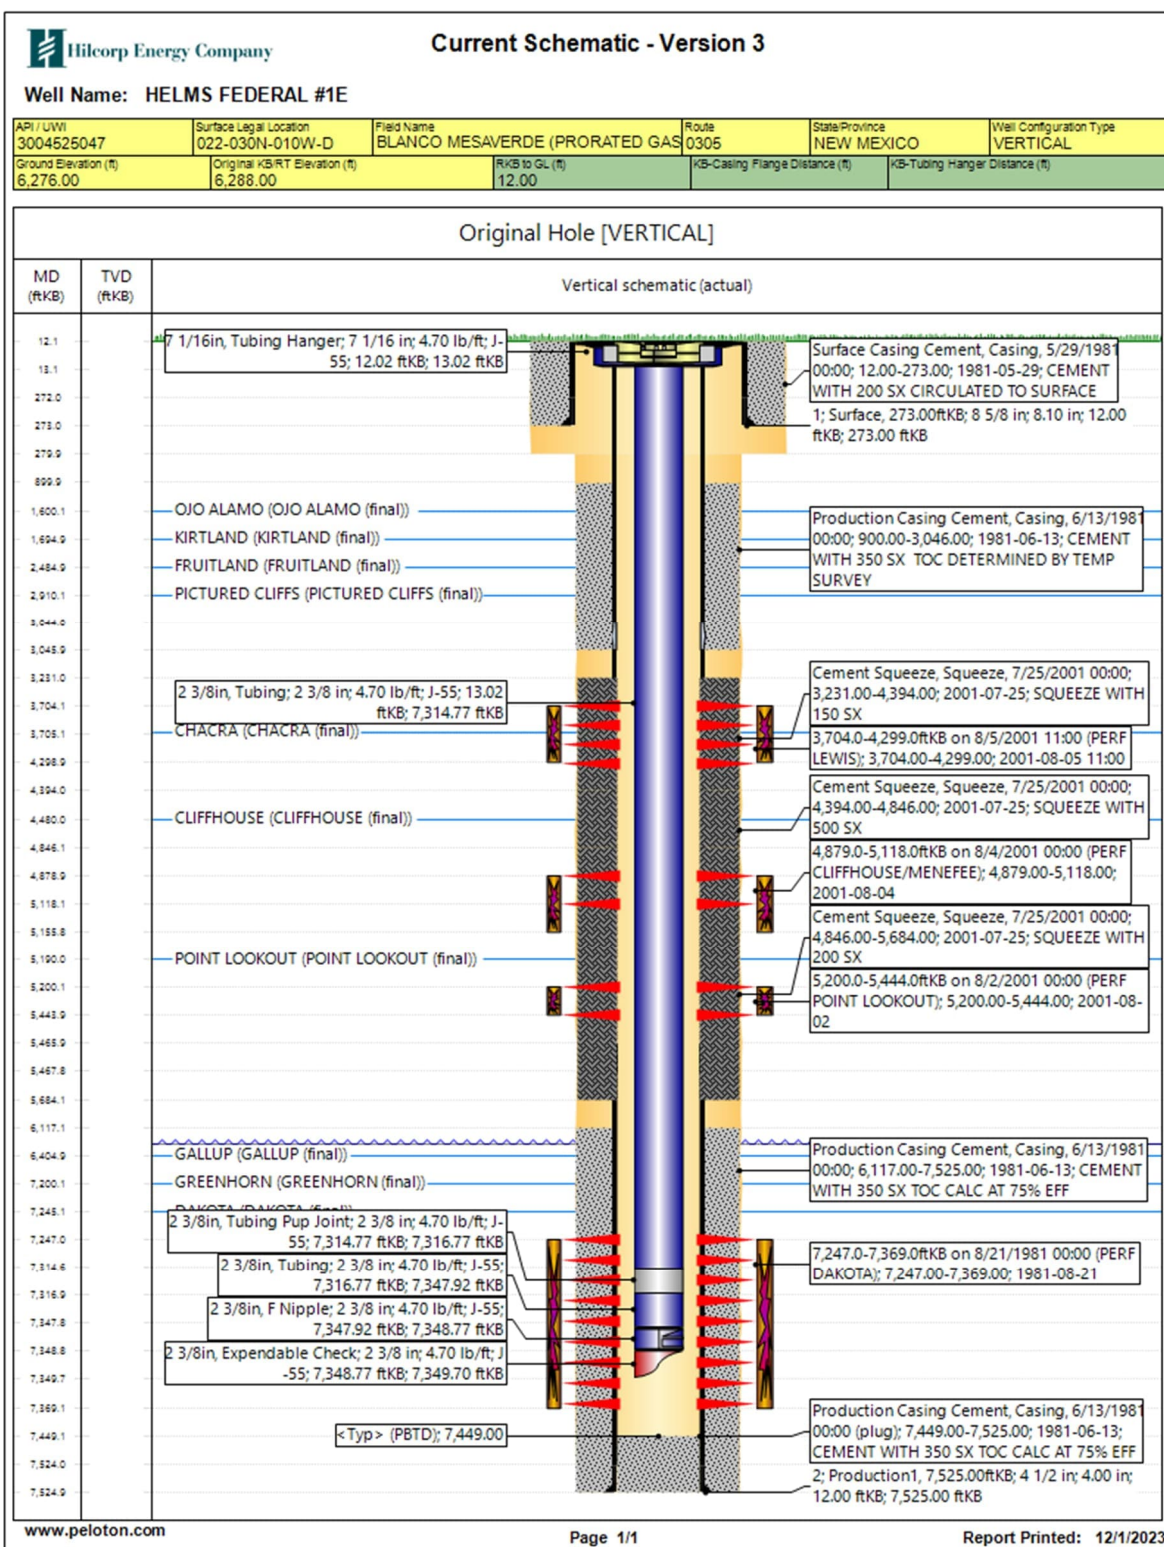 Hilcorp Energy Company
Current Schematic - Version 3
Well Name: HELMS FEDERAL #1E
API / UWI
3004525047
Surface Legal Location
022-030N-010W-D
Field Name
BLANCO MESAVERDE (PRORATED GAS
Route
0305
State/Province
NEW MEXICO
Well Configuration Type
VERTICAL
Ground Elevation (ft)
6,276.00
Original KB/RT Elevation (ft)
6,288.00
RKB to GL (ft)
12.00
KB-Casing Flange Distance (ft)
KB-Tubing Hanger Distance (ft)
Original Hole [VERTICAL]
MD
(ftKB)
TVD
(ftKB)
Vertical schematic (actual)
12.1
13.1
272.0
273.0
279.9
899.9
1,600.1
1,694.9
2,484.9
2,910.1
3,044.0
3,045.9
3,231.0
3,704.1
3,705.1
4,298.9
4,394.0
4,480.0
4,846.1
4,878.9
5,118.1
5,155.8
5,190.0
5,200.1
5,443.9
5,465.9
5,467.8
5,684.1
6,117.1
6,404.9
7,200.1
7,245.1
7,247.0
7,314.6
7,316.9
7,347.8
7,348.8
7,349.7
7,369.1
7,449.1
7,524.0
7,524.9
7 1/16in, Tubing Hanger; 7 1/16 in; 4.70 lb/ft; J-
55; 12.02 ftKB; 13.02 ftKB
OJO ALAMO (OJO ALAMO (final))
KIRTLAND (KIRTLAND (final))
FRUITLAND (FRUITLAND (final))
PICTURED CLIFFS (PICTURED CLIFFS (final))
2 3/8in, Tubing; 2 3/8 in; 4.70 lb/ft; J-55; 13.02
ftKB; 7,314.77 ftKB
CHACRA (CHACRA (final))
CLIFFHOUSE (CLIFFHOUSE (final))
POINT LOOKOUT (POINT LOOKOUT (final))
GALLUP (GALLUP (final))
GREENHORN (GREENHORN (final))
DAKOTA (DAKOTA (final))
2 3/8in, Tubing Pup Joint; 2 3/8 in; 4.70 lb/ft; J-
55; 7,314.77 ftKB; 7,316.77 ftKB
2 3/8in, Tubing; 2 3/8 in; 4.70 lb/ft; J-55;
7,316.77 ftKB; 7,347.92 ftKB
2 3/8in, F Nipple; 2 3/8 in; 4.70 lb/ft; J-55;
7,347.92 ftKB; 7,348.77 ftKB
2 3/8in, Expendable Check; 2 3/8 in; 4.70 lb/ft; J
-55; 7,348.77 ftKB; 7,349.70 ftKB
<Typ> (PBTD); 7,449.00
Surface Casing Cement, Casing, 5/29/1981
00:00; 12.00-273.00; 1981-05-29; CEMENT
WITH 200 SX CIRCULATED TO SURFACE
1; Surface, 273.00ftKB; 8 5/8 in; 8.10 in; 12.00
ftKB; 273.00 ftKB
Production Casing Cement, Casing, 6/13/1981
00:00; 900.00-3,046.00; 1981-06-13; CEMENT
WITH 350 SX TOC DETERMINED BY TEMP
SURVEY
Cement Squeeze, Squeeze, 7/25/2001 00:00;
3,231.00-4,394.00; 2001-07-25; SQUEEZE WITH
150 SX
3,704.0-4,299.0ftKB on 8/5/2001 11:00 (PERF
LEWIS); 3,704.00-4,299.00; 2001-08-05 11:00
Cement Squeeze, Squeeze, 7/25/2001 00:00;
4,394.00-4,846.00; 2001-07-25; SQUEEZE WITH
500 SX
4,879.0-5,118.0ftKB on 8/4/2001 00:00 (PERF
CLIFFHOUSE/MENEFEE); 4,879.00-5,118.00;
2001-08-04
Cement Squeeze, Squeeze, 7/25/2001 00:00;
4,846.00-5,684.00; 2001-07-25; SQUEEZE WITH
200 SX
5,200.0-5,444.0ftKB on 8/2/2001 00:00 (PERF
POINT LOOKOUT); 5,200.00-5,444.00; 2001-08-
02
Production Casing Cement, Casing, 6/13/1981
00:00; 6,117.00-7,525.00; 1981-06-13; CEMENT
WITH 350 SX TOC CALC AT 75% EFF
7,247.0-7,369.0ftKB on 8/21/1981 00:00 (PERF
DAKOTA); 7,247.00-7,369.00; 1981-08-21
Production Casing Cement, Casing, 6/13/1981
00:00 (plug); 7,449.00-7,525.00; 1981-06-13;
CEMENT WITH 350 SX TOC CALC AT 75% EFF
2; Production1, 7,525.00ftKB; 4 1/2 in; 4.00 in;
12.00 ftKB; 7,525.00 ftKB
www.peloton.com
Page 1/1
Report Printed: 12/1/2023